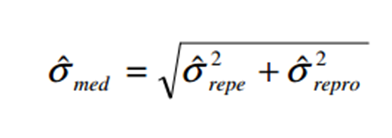 σ̂_med = √(σ̂²_repe + σ̂²_repro)